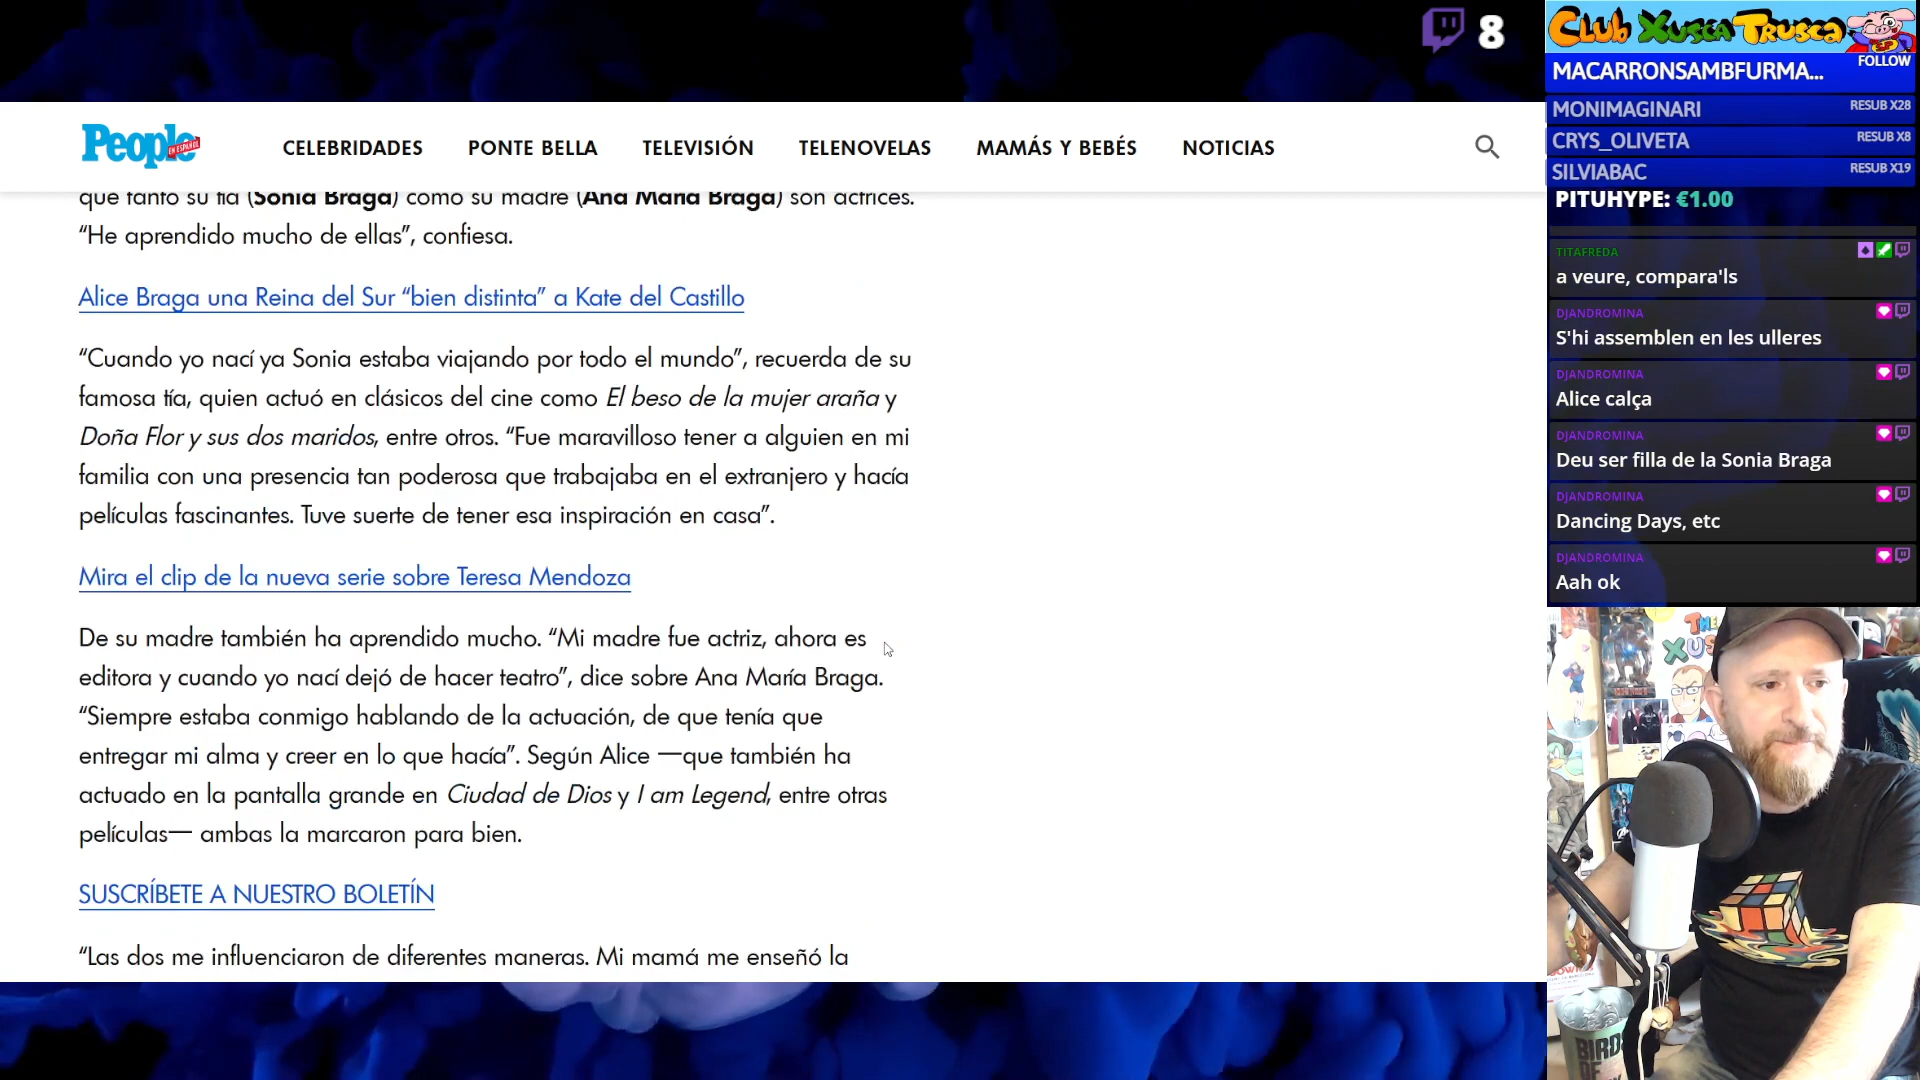 8
Club XuscaTrusca
MACARRONSAMBFURMA...
FOLLOW
MONIMAGINARI
RESUB X28
CRYS_OLIVETA
RESUB X8
SILVIABAC
RESUB X19
PITUHYPE: €1.00
People
EN ESPAÑOL
CELEBRIDADES
PONTE BELLA
TELEVISIÓN
TELENOVELAS
MAMÁS Y BEBÉS
NOTICIAS
que tanto su tía (Sonia Braga) como su madre (Ana María Braga) son actrices.
“He aprendido mucho de ellas”, confiesa.
Alice Braga una Reina del Sur “bien distinta” a Kate del Castillo
“Cuando yo nací ya Sonia estaba viajando por todo el mundo”, recuerda de su
famosa tía, quien actuó en clásicos del cine como El beso de la mujer araña y
Doña Flor y sus dos maridos, entre otros. “Fue maravilloso tener a alguien en mi
familia con una presencia tan poderosa que trabajaba en el extranjero y hacía
películas fascinantes. Tuve suerte de tener esa inspiración en casa”.
Mira el clip de la nueva serie sobre Teresa Mendoza
De su madre también ha aprendido mucho. “Mi madre fue actriz, ahora es
editora y cuando yo nací dejó de hacer teatro”, dice sobre Ana María Braga.
“Siempre estaba conmigo hablando de la actuación, de que tenía que
entregar mi alma y creer en lo que hacía”. Según Alice —que también ha
actuado en la pantalla grande en Ciudad de Dios y I am Legend, entre otras
películas— ambas la marcaron para bien.
SUSCRÍBETE A NUESTRO BOLETÍN
“Las dos me influenciaron de diferentes maneras. Mi mamá me enseñó la
TITAFREDA
a veure, compara'ls
DJANDROMINA
S'hi assemblen en les ulleres
DJANDROMINA
Alice calça
DJANDROMINA
Deu ser filla de la Sonia Braga
DJANDROMINA
Dancing Days, etc
DJANDROMINA
Aah ok
THE
XUS
BIRD